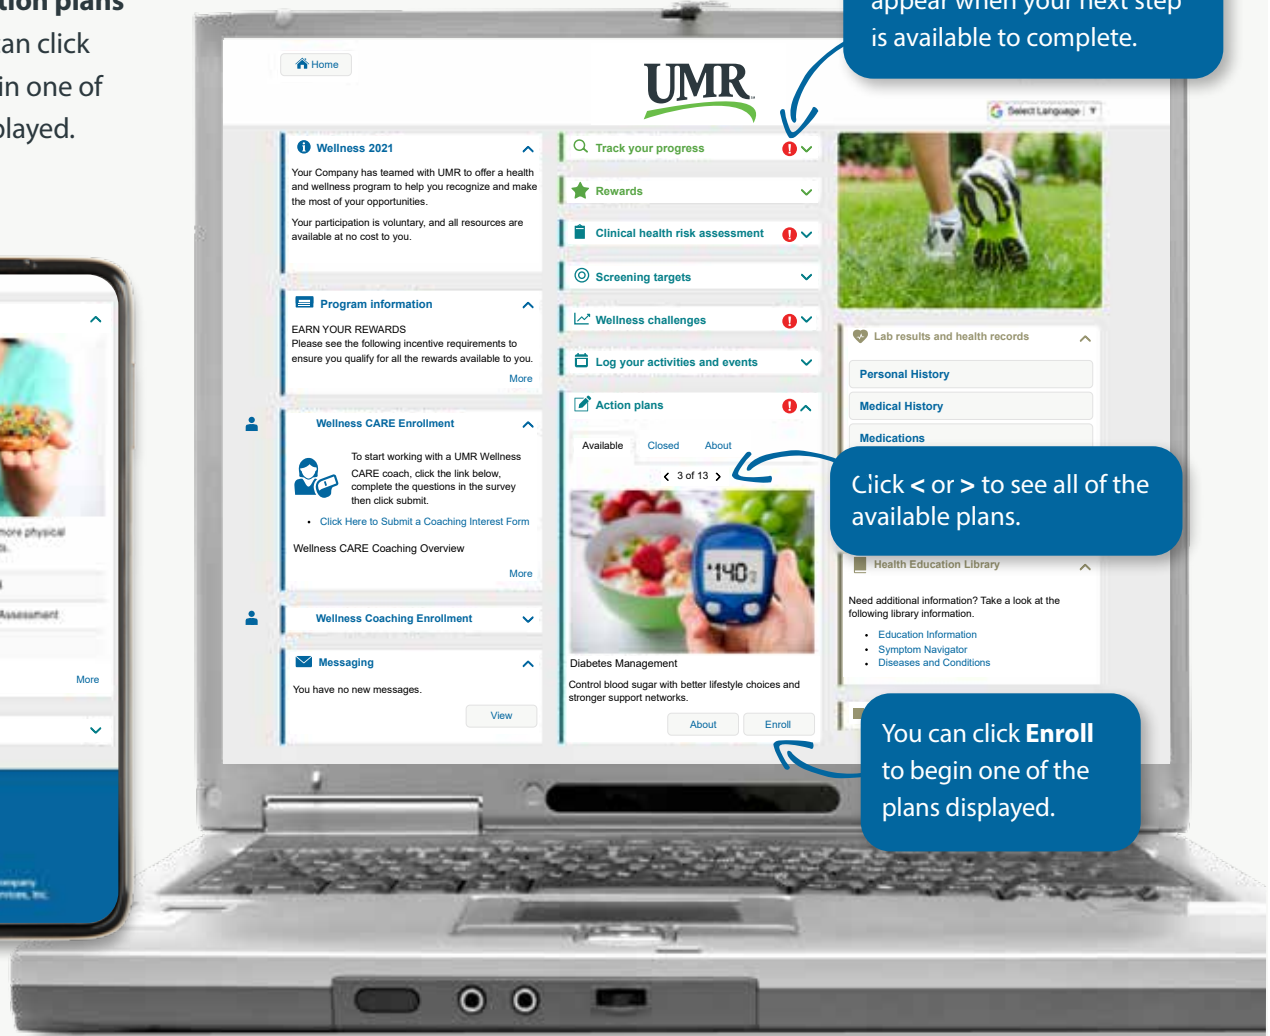 tion plans
an click
in one of
played.
appear when your next step
is available to complete.
Home
UMR
Select Language
Wellness 2021
Your Company has teamed with UMR to offer a health
and wellness program to help you recognize and make
the most of your opportunities.
Your participation is voluntary, and all resources are
available at no cost to you.
Program information
EARN YOUR REWARDS
Please see the following incentive requirements to
ensure you qualify for all the rewards available to you.
More
Wellness CARE Enrollment
To start working with a UMR Wellness
CARE coach, click the link below,
complete the questions in the survey
then click submit.
• Click Here to Submit a Coaching Interest Form
Wellness CARE Coaching Overview
More
Wellness Coaching Enrollment
Messaging
You have no new messages.
View
Track your progress
Rewards
Clinical health risk assessment
Screening targets
Wellness challenges
Log your activities and events
Action plans
Available Closed About
< 3 of 13 >
140
Diabetes Management
Control blood sugar with better lifestyle choices and
stronger support networks.
About Enroll
Lab results and health records
Personal History
Medical History
Medications
Click < or > to see all of the
available plans.
Health Education Library
Need additional information? Take a look at the
following library information.
• Education Information
• Symptom Navigator
• Diseases and Conditions
You can click Enroll
to begin one of the
plans displayed.
more physical
Assessment
More
ompany
rvices, Inc.